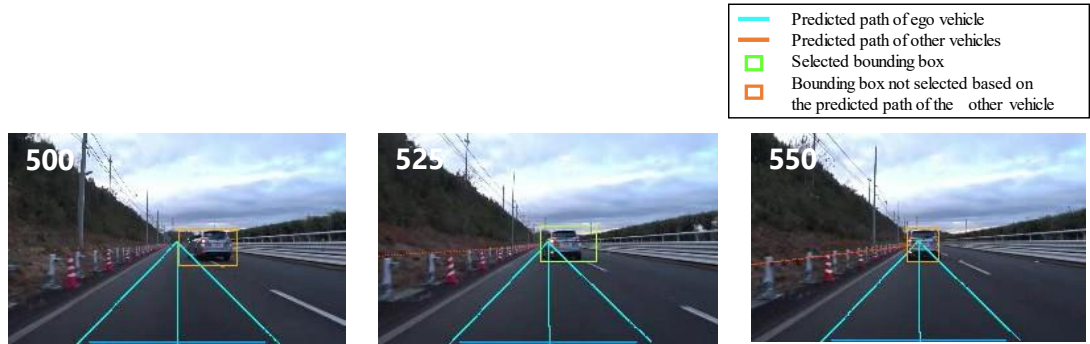 Predicted path of ego vehicle
Predicted path of other vehicles
Selected bounding box
Bounding box not selected based on
the predicted path of the other vehicle
500
525
550